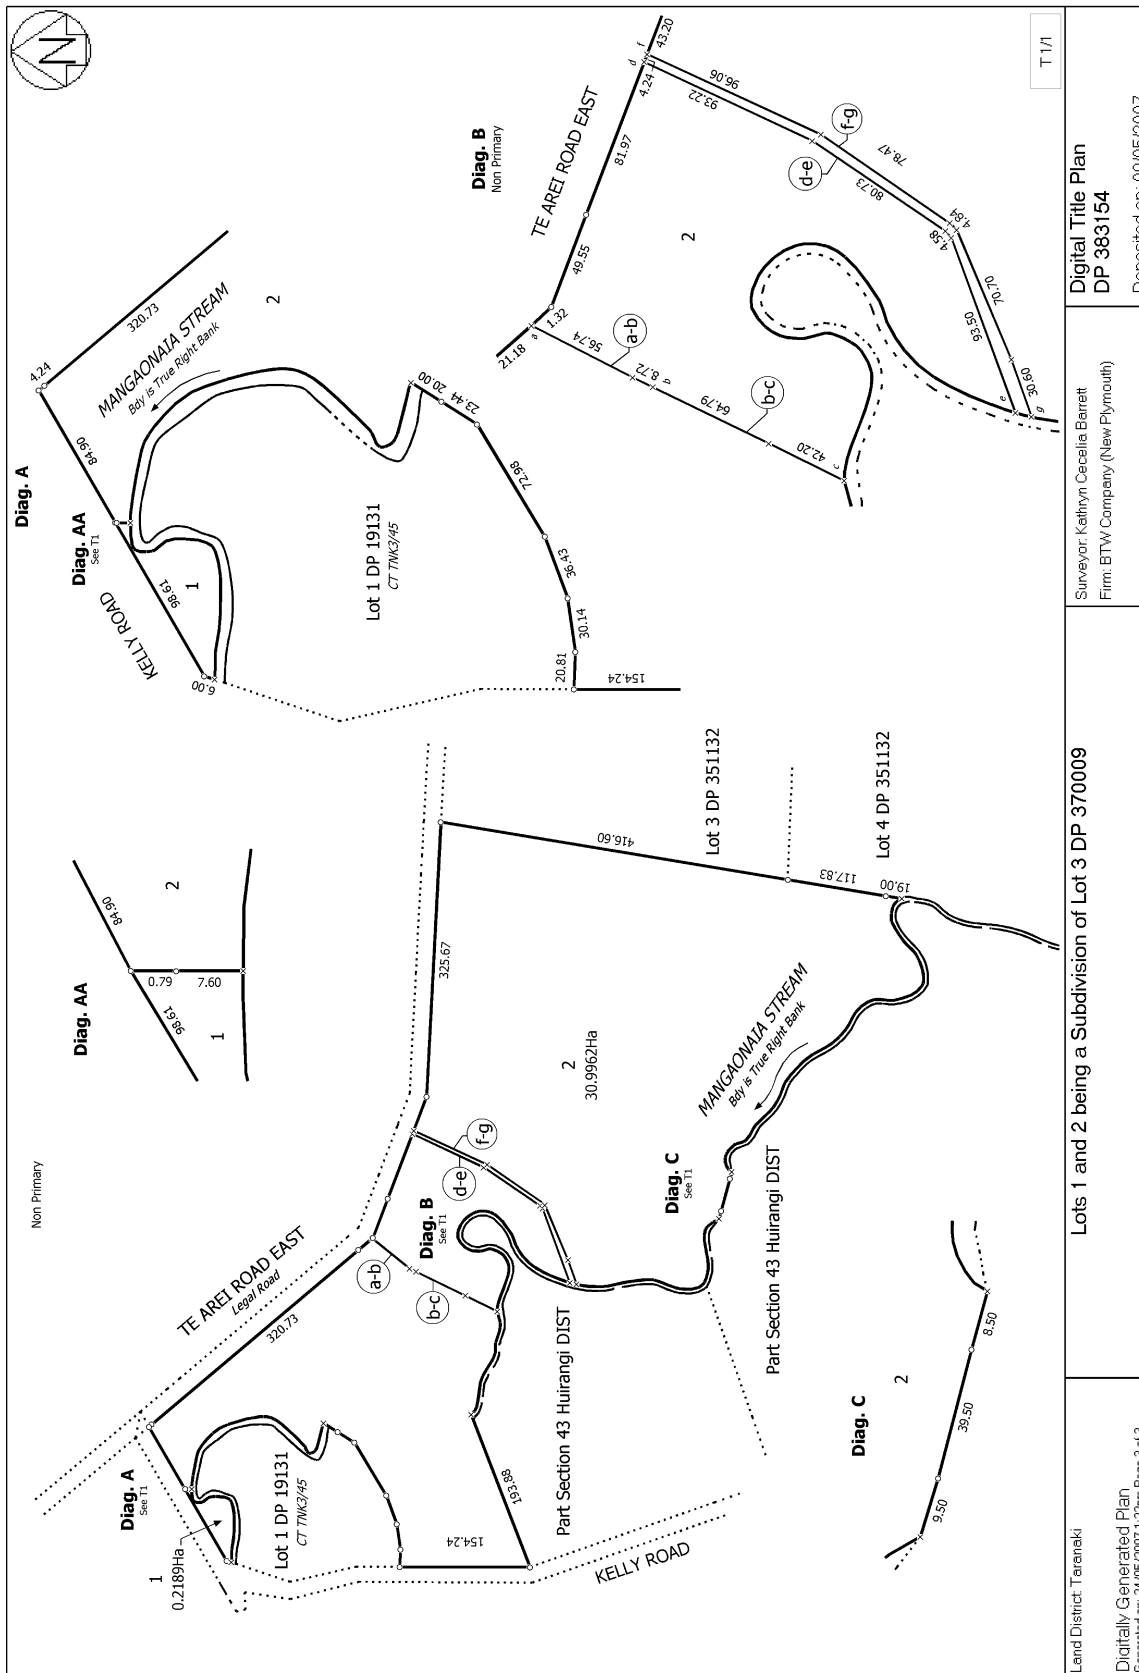 Non Primary
Diag. AA
98.61
84.90
0.79
7.60
1
2
Diag. A
Diag. AA
See T1
KELLY ROAD
MANGAONAIA STREAM
Bdy is True Right Bank
4.24
320.73
84.90
98.61
6.00
1
2
Lot 1 DP 19131
CT TNK3/45
20.00
23.44
72.98
36.43
30.14
20.81
154.24
N
Diag. B
Non Primary
TE AREI ROAD EAST
21.18
1.32
49.55
81.97
4.24
43.20
a
d
f
56.74
a-b
8.72
64.79
b-c
42.20
c
2
93.22
96.06
d-e
f-g
80.73
78.47
4.58
4.84
93.50
70.70
30.60
e
g
Diag. A
See T1
1
0.2189Ha
Lot 1 DP 19131
CT TNK3/45
TE AREI ROAD EAST
Legal Road
320.73
a-b
b-c
Diag. B
See T1
d-e
f-g
325.67
416.60
117.83
19.00
Lot 3 DP 351132
Lot 4 DP 351132
2
30.9962Ha
MANGAONAIA STREAM
Bdy is True Right Bank
Diag. C
See T1
Part Section 43 Huirangi DIST
Part Section 43 Huirangi DIST
193.88
154.24
KELLY ROAD
Diag. C
2
9.50
39.50
8.50
T 1/1
Land District: Taranaki
Digitally Generated Plan
Lots 1 and 2 being a Subdivision of Lot 3 DP 370009
Surveyor: Kathryn Cecelia Barrett
Firm: BTW Company (New Plymouth)
Digital Title Plan
DP 383154